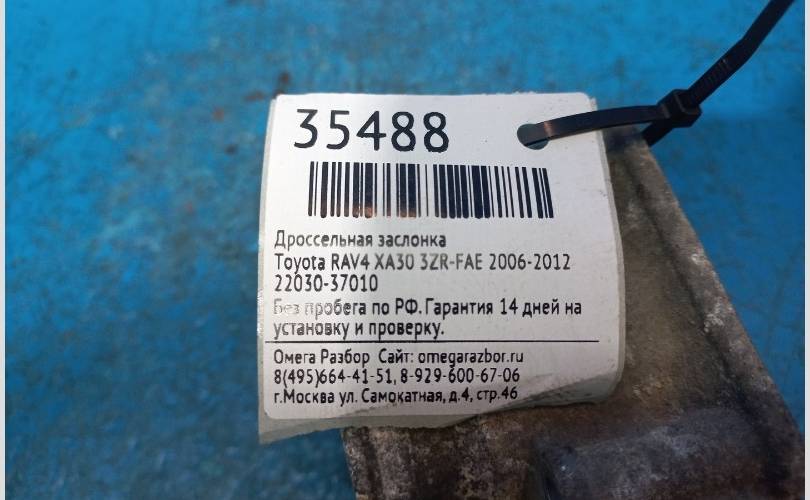 35488
Дроссельная заслонка
Toyota RAV4 XA30 3ZR-FAE 2006-2012
22030-37010
Без пробега по РФ. Гарантия 14 дней на
установку и проверку.
Омега Разбор Сайт: omegarazbor.ru
8(495)664-41-51, 8-929-600-67-06
г.Москва ул. Самокатная, д.4, стр.46